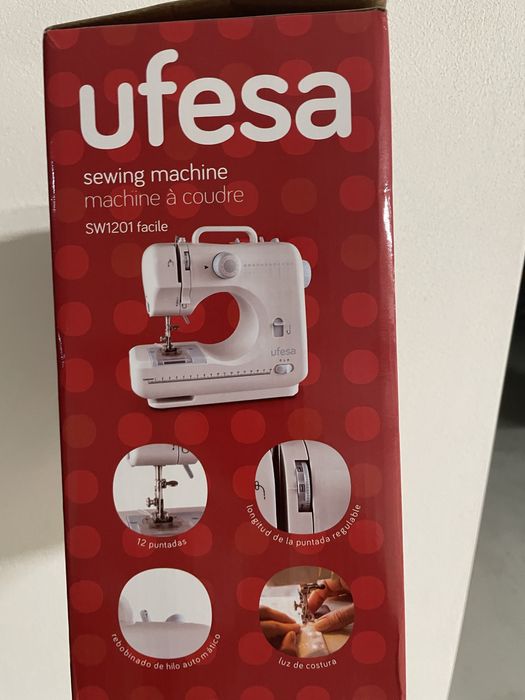 ufesa
sewing machine
machine à coudre
SW1201 facile
ufesa
12 puntadas
longitud de la puntada regulable
rebobinado de hilo automático
luz de costura